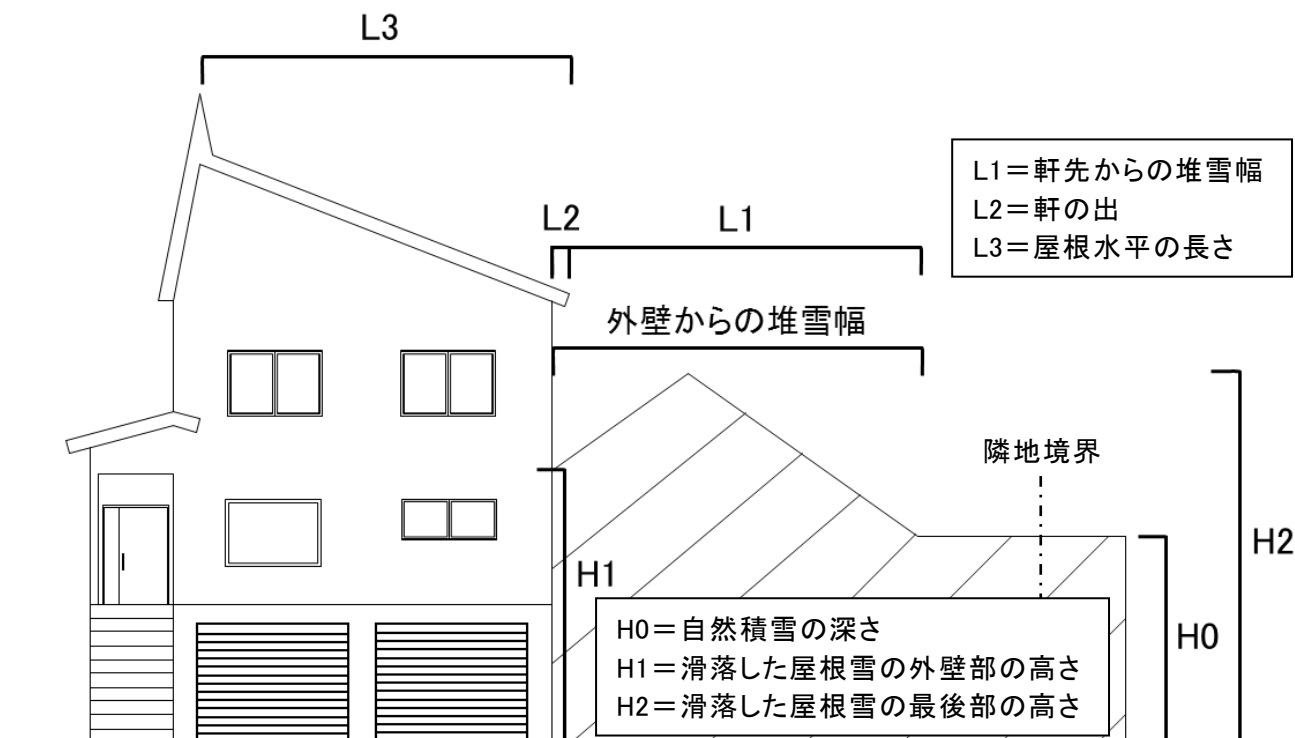 L3
L1＝軒先からの堆雪幅
L2＝軒の出
L3＝屋根水平の長さ
L2
L1
外壁からの堆雪幅
隣地境界
H2
H1
H0＝自然積雪の深さ
H1＝滑落した屋根雪の外壁部の高さ
H2＝滑落した屋根雪の最後部の高さ
H0